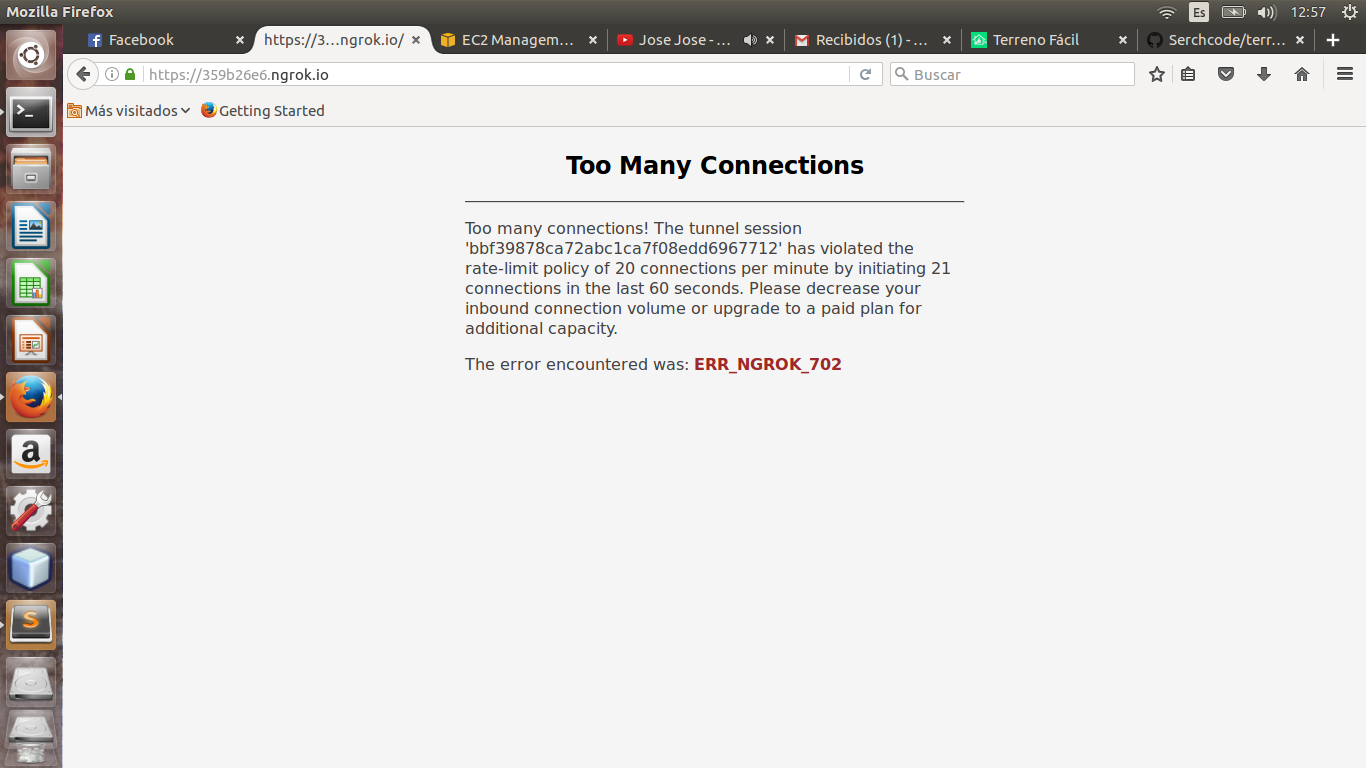 Mozilla Firefox
Es
12:57
Facebook
https://3...ngrok.io/
EC2 Managem...
Jose Jose - ...
Recibidos (1) - ...
Terreno Fácil
Serchcode/terr...
https://359b26e6.ngrok.io
Buscar
Más visitados
Getting Started
Too Many Connections
Too many connections! The tunnel session
'bbf39878ca72abc1ca7f08edd6967712' has violated the
rate-limit policy of 20 connections per minute by initiating 21
connections in the last 60 seconds. Please decrease your
inbound connection volume or upgrade to a paid plan for
additional capacity.
The error encountered was: ERR_NGROK_702